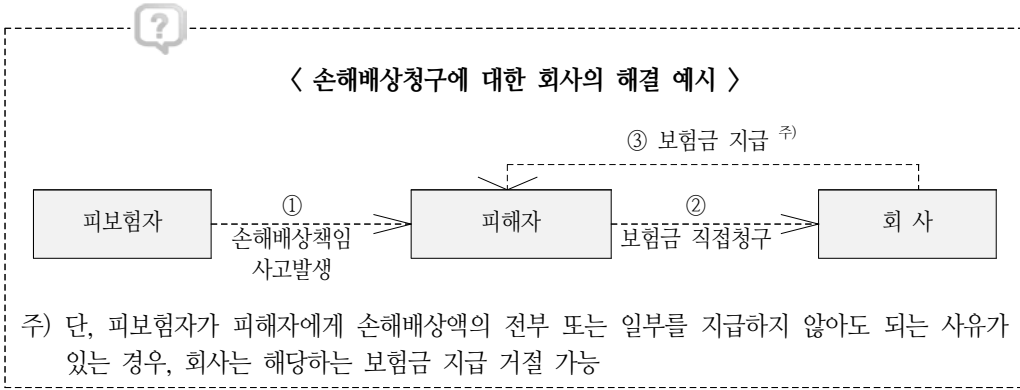 ?
〈 손해배상청구에 대한 회사의 해결 예시 〉
③ 보험금 지급 주)
피보험자
①
손해배상책임
사고발생
피해자
②
보험금 직접청구
회 사
주) 단, 피보험자가 피해자에게 손해배상액의 전부 또는 일부를 지급하지 않아도 되는 사유가
있는 경우, 회사는 해당하는 보험금 지급 거절 가능